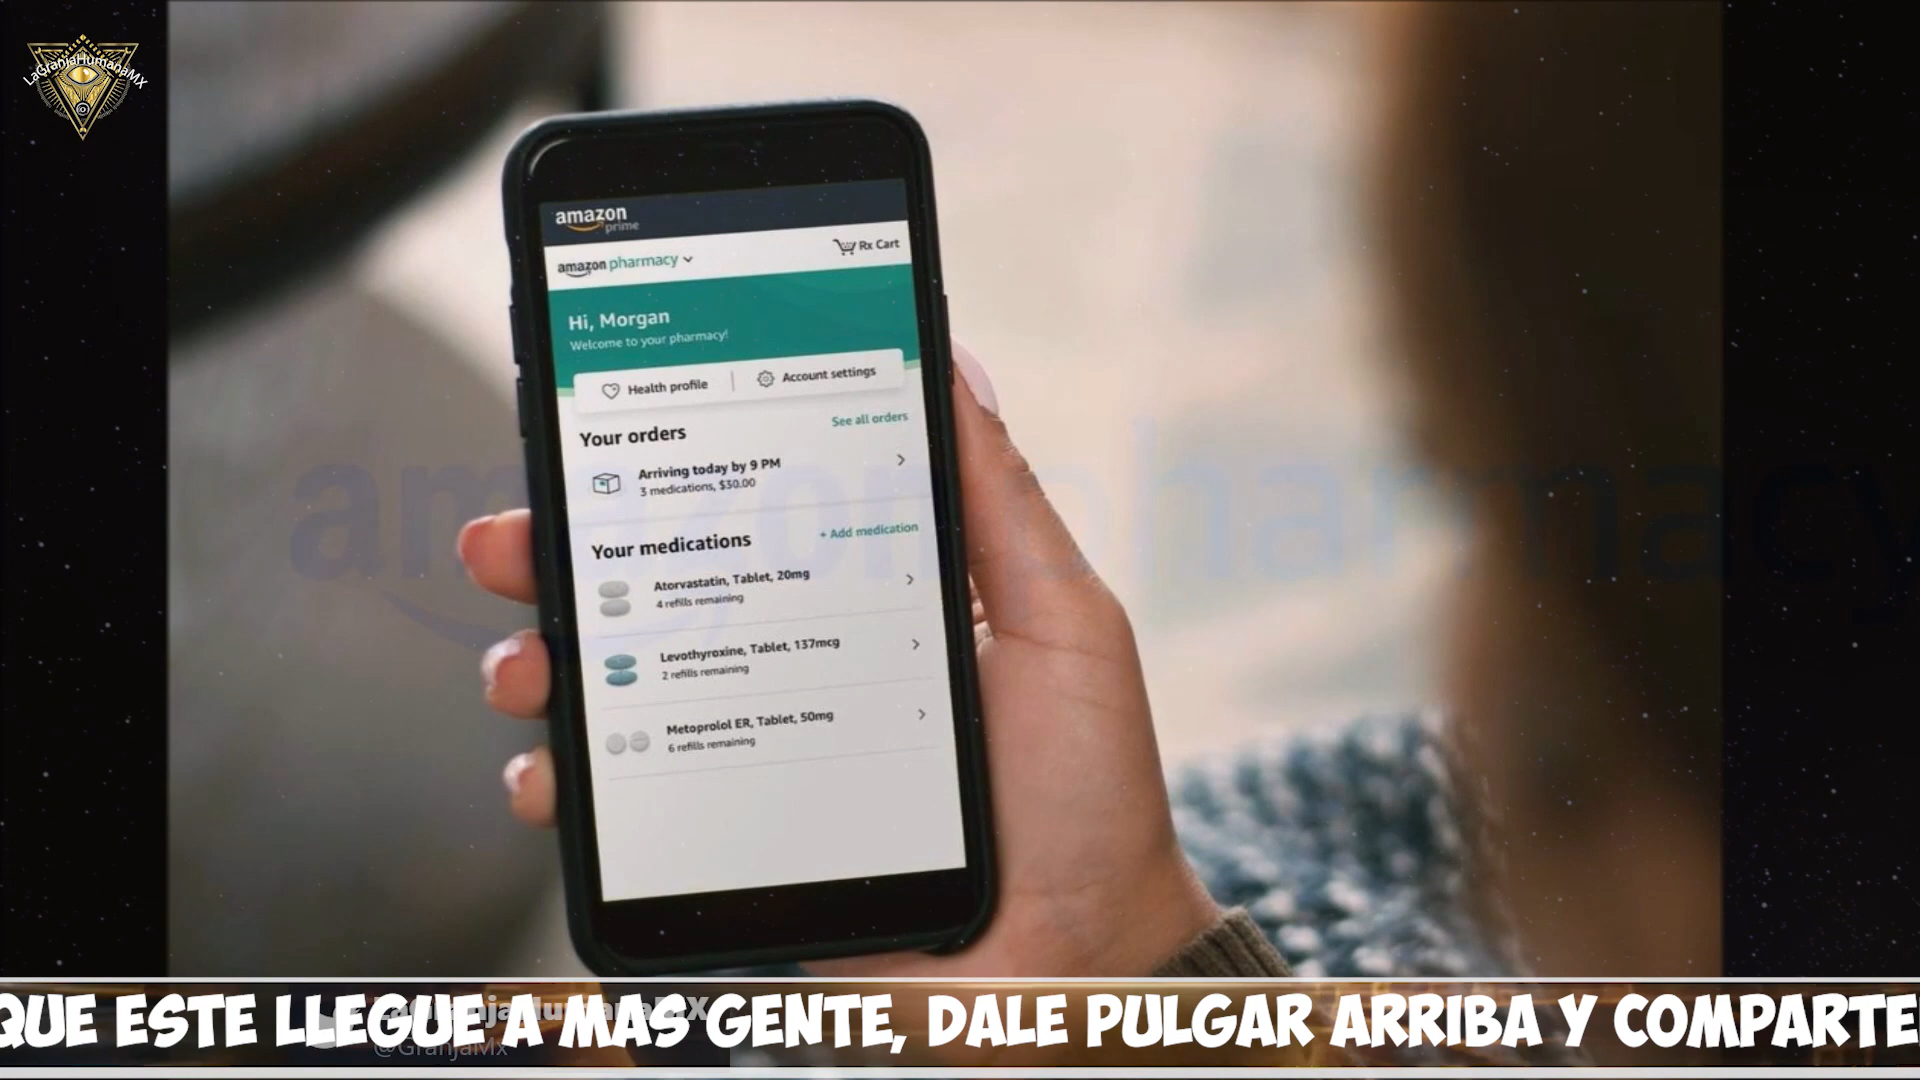 LaGranjaHumanaMX
amazon
prime
amazon pharmacy
Rx Cart
Hi, Morgan
Welcome to your pharmacy!
Health profile
Account settings
Your orders
See all orders
Arriving today by 9 PM
3 medications, $30.00
Your medications
+ Add medication
Atorvastatin, Tablet, 20mg
4 refills remaining
Levothyroxine, Tablet, 137mcg
2 refills remaining
Metoprolol ER, Tablet, 50mg
6 refills remaining
amazon pharmacy
QUE ESTE LLEGUE A MAS GENTE, DALE PULGAR ARRIBA Y COMPARTE
LaGranjaHumanaMX
@GranjaMx